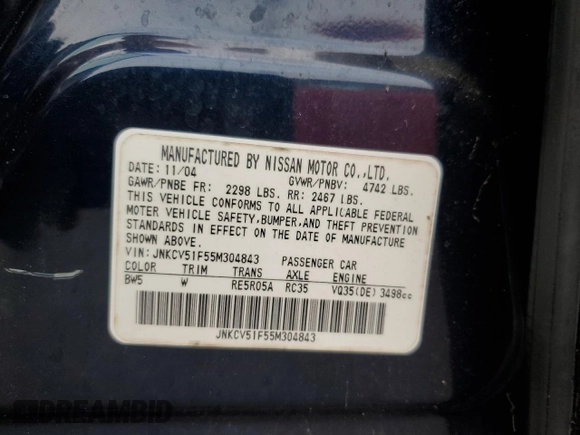 MANUFACTURED BY NISSAN MOTOR CO.,LTD.
DATE: 11/04 GVWR/PNBV: 4742 LBS.
GAWR/PNBE FR: 2298 LBS. RR: 2467 LBS.
THIS VEHICLE CONFORMS TO ALL APPLICABLE FEDERAL
MOTER VEHICLE SAFETY,BUMPER,AND THEFT PREVENTION
STANDARDS IN EFFECT ON THE DATE OF MANUFACTURE
SHOWN ABOVE.
VIN: JNKCV51F55M304843 PASSENGER CAR
COLOR TRIM TRANS AXLE ENGINE
BW5 W RE5R05A RC35 VQ35(DE) 3498cc
JNKCV51F55M304843
DREAMBID